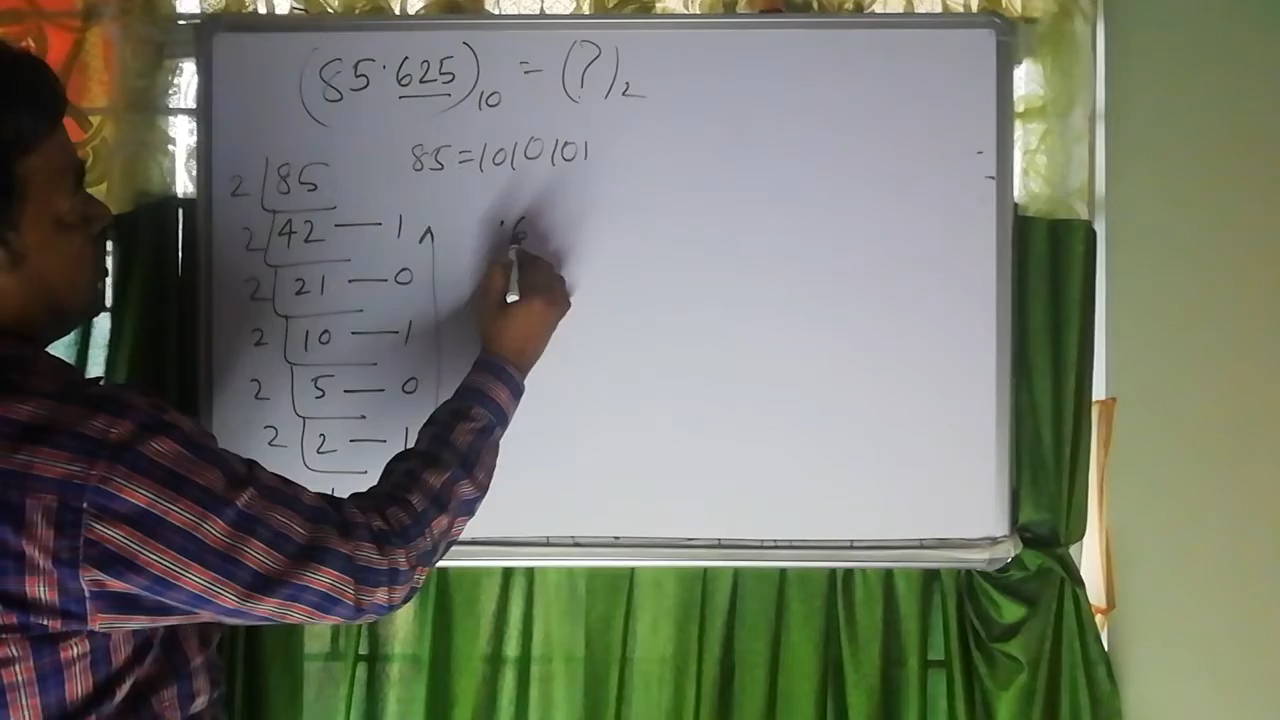 (85.625)10 = (?)2
85=1010101
2 85
2 42 — 1
2 21 — 0
2 10 — 1
2 5 — 0
2 2 — 1
.6